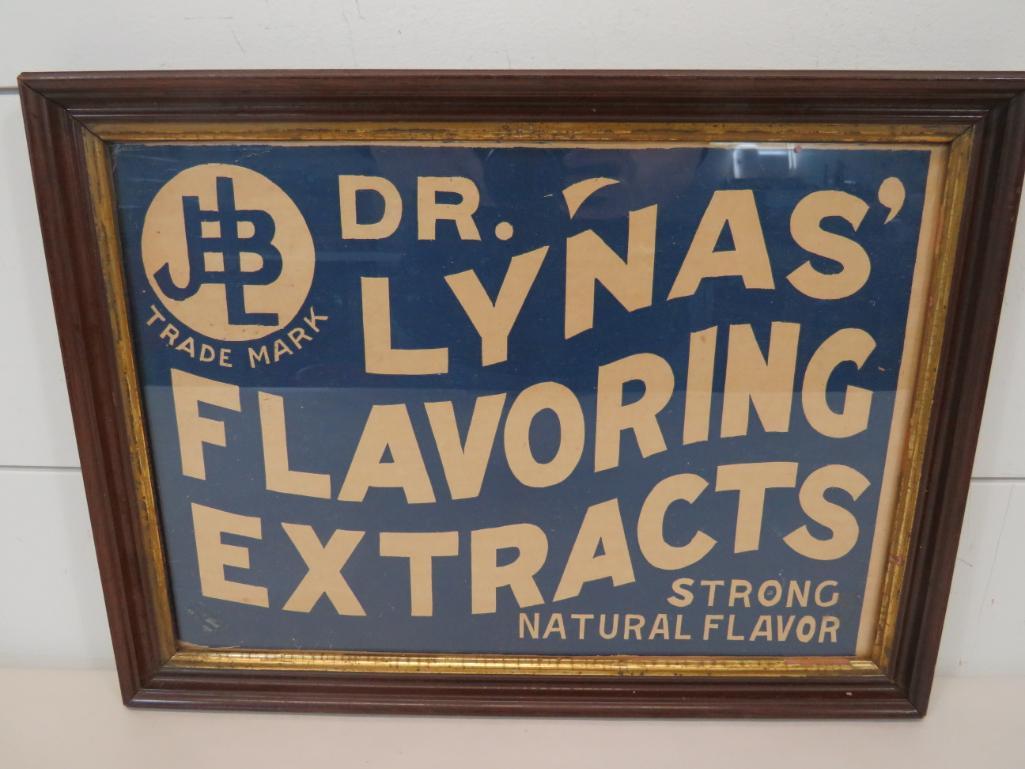 JBL
TRADE MARK
DR.
LYNAS’
FLAVORING
EXTRACTS
STRONG
NATURAL FLAVOR